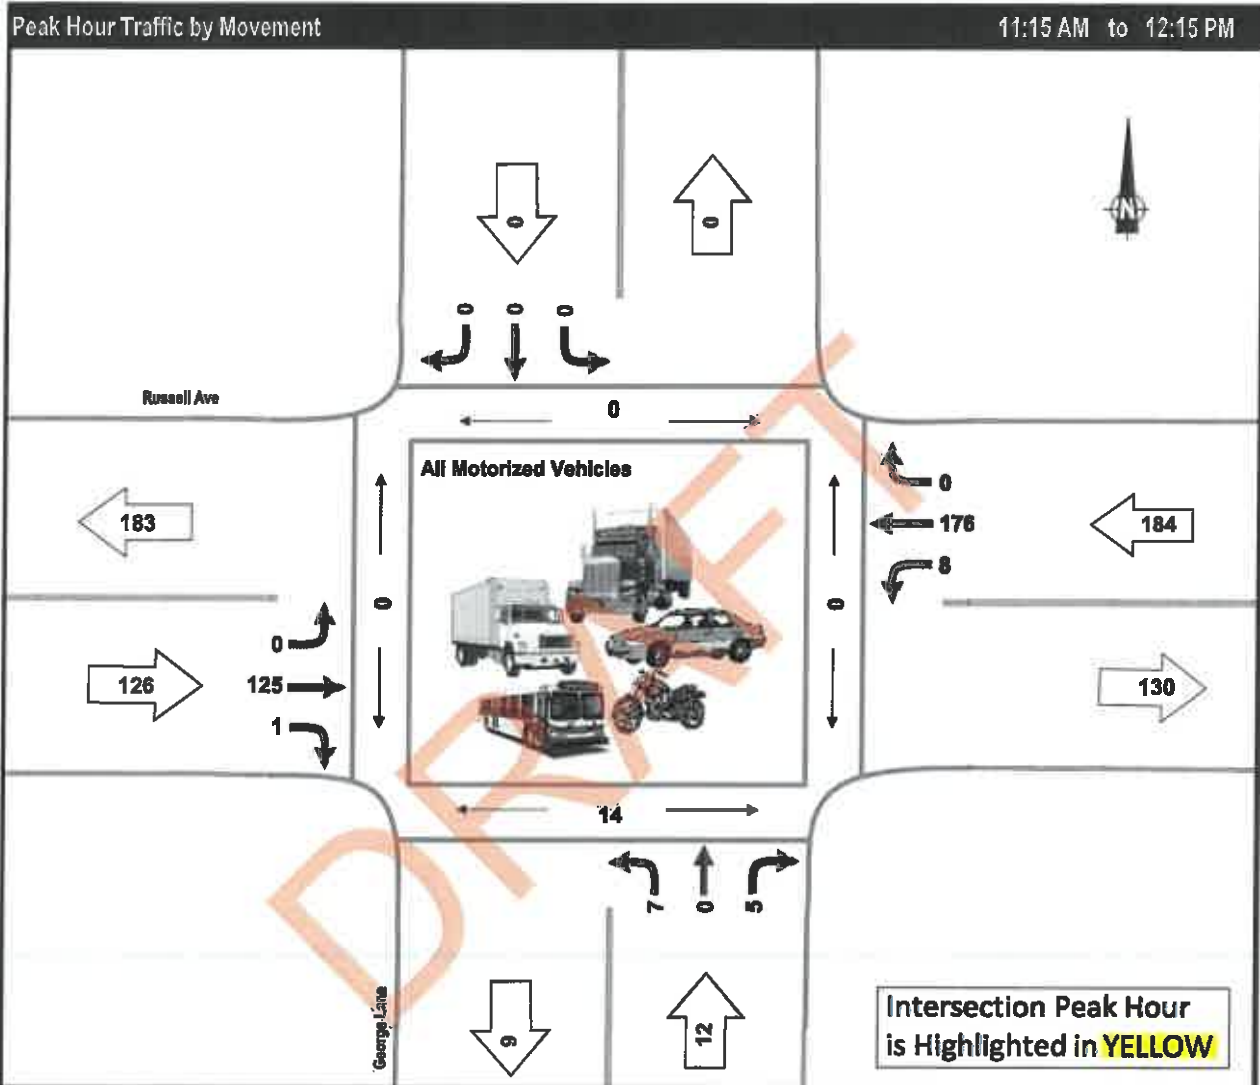 Peak Hour Traffic by Movement 11:15 AM to 12:15 PM
0 0
N
0 0 0
Russell Ave
0
All Motorized Vehicles
0
183
176
184
8
0
0
0
126
125
130
1
14
7 0 5
George Lane
9
12
Intersection Peak Hour
is Highlighted in YELLOW
DRAFT